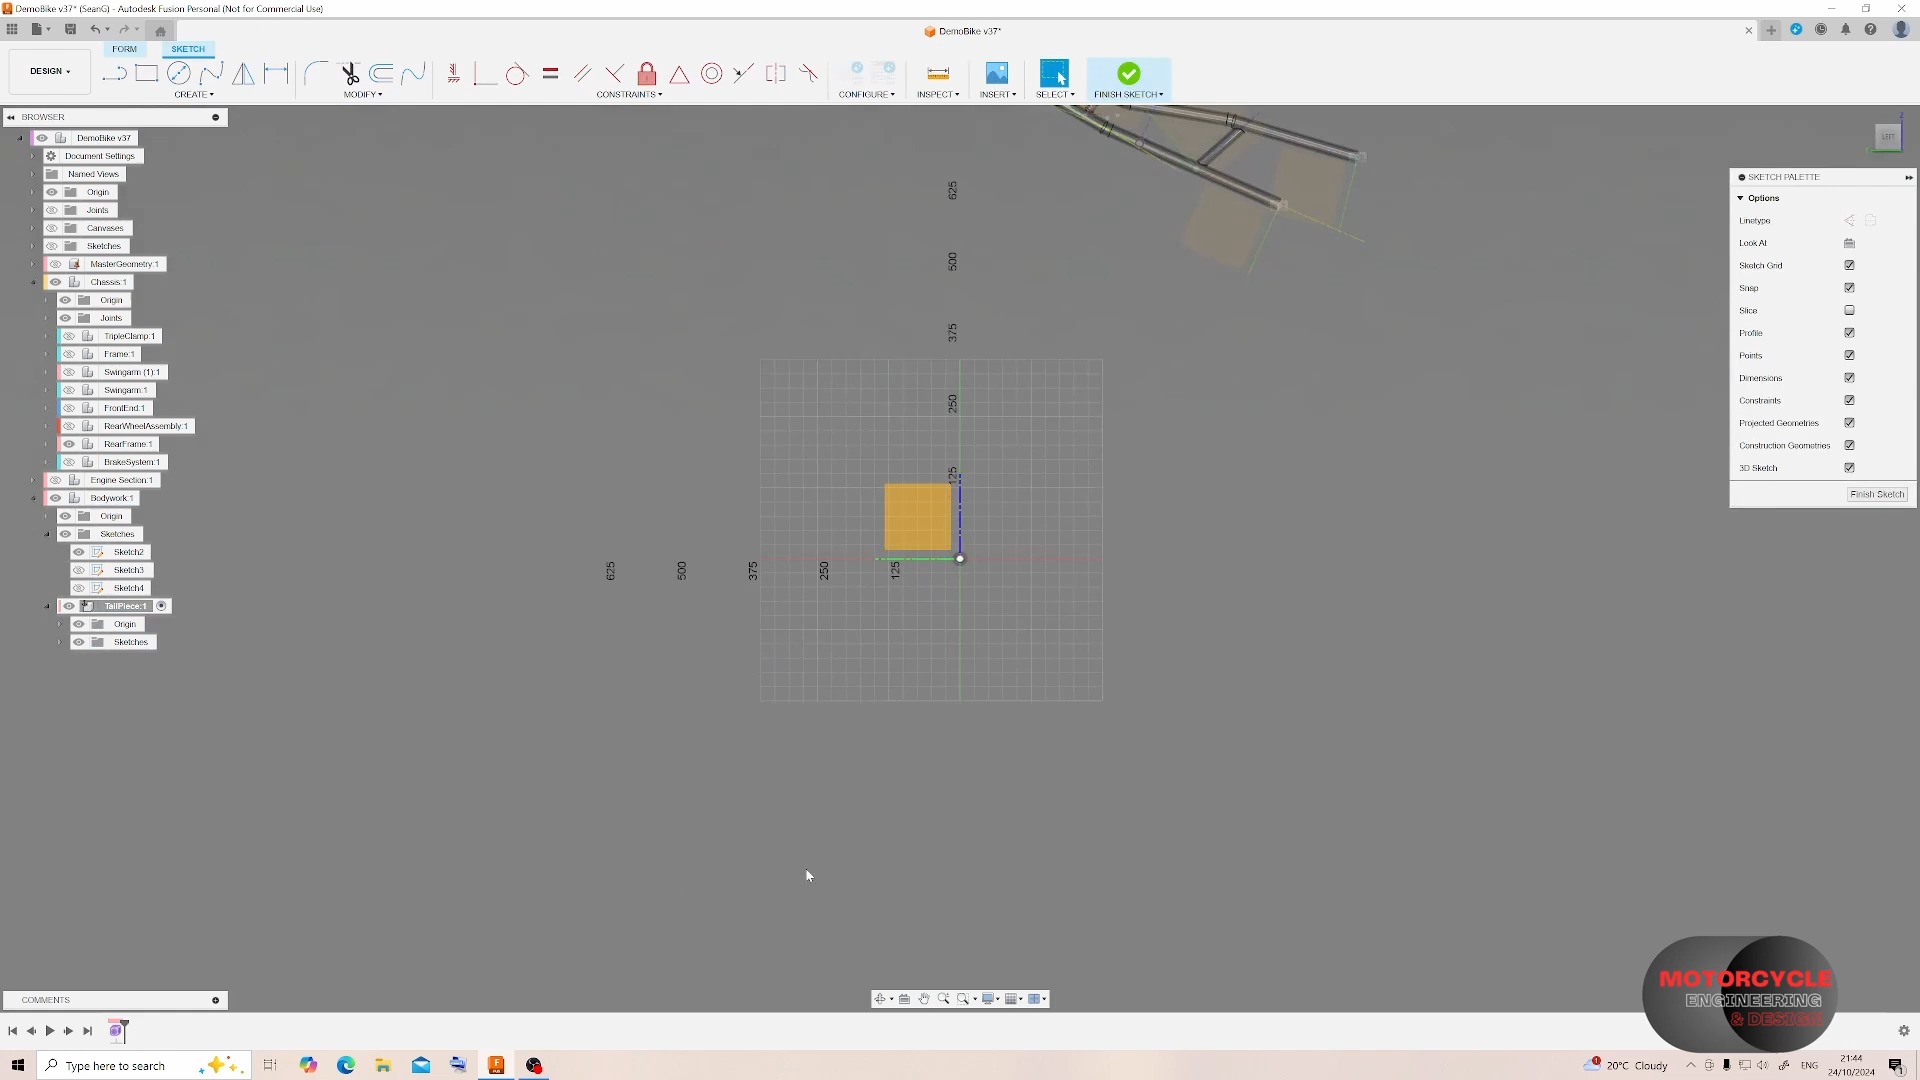 DemoBike v37* (SeanG) - Autodesk Fusion Personal (Not for Commercial Use)
DemoBike v37*
FORM
SKETCH
DESIGN
CREATE
MODIFY
CONSTRAINTS
CONFIGURE
INSPECT
INSERT
SELECT
FINISH SKETCH
BROWSER
DemoBike v37
Document Settings
Named Views
Origin
Joints
Canvases
Sketches
MasterGeometry:1
Chassis:1
Origin
Joints
TripleClamp:1
Frame:1
Swingarm (1):1
Swingarm:1
FrontEnd:1
RearWheelAssembly:1
RearFrame:1
BrakeSystem:1
Engine Section:1
Bodywork:1
Origin
Sketches
Sketch2
Sketch3
Sketch4
TailPiece:1
Origin
Sketches
625
500
375
250
125
625
500
375
250
125
Z
LEFT
SKETCH PALETTE
Options
Linetype
Look At
Sketch Grid
Snap
Slice
Profile
Points
Dimensions
Constraints
Projected Geometries
Construction Geometries
3D Sketch
Finish Sketch
COMMENTS
MOTORCYCLE
ENGINEERING
& DESIGN
Type here to search
20°C Cloudy
ENG
21:44
24/10/2024